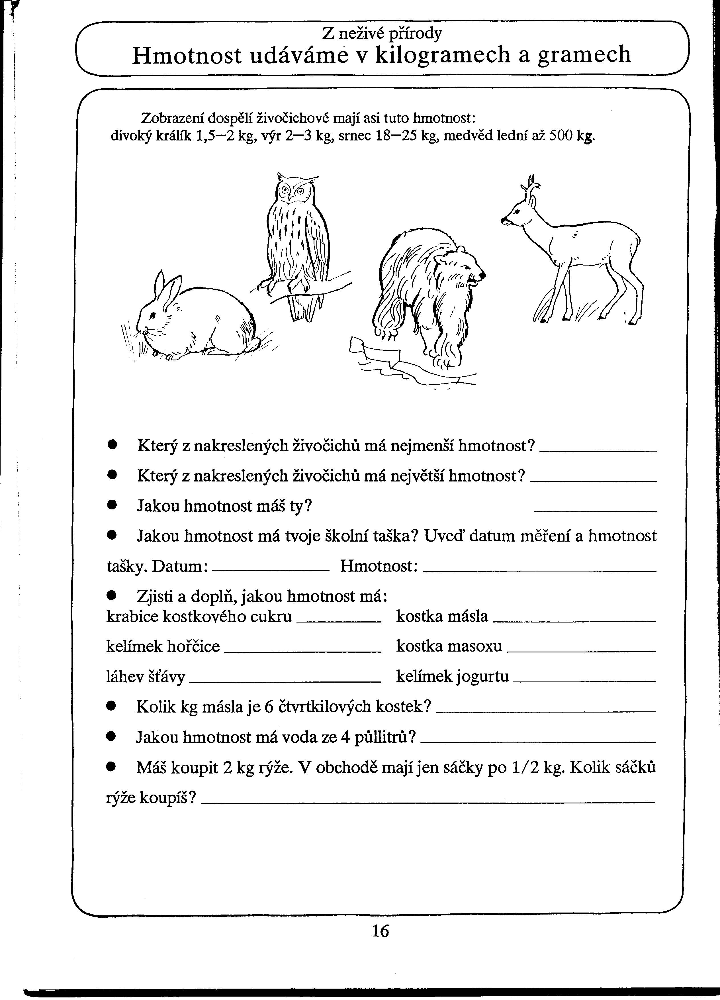 Z neživé přírody
Hmotnost udáváme v kilogramech a gramech
Zobrazení dospělí živočichové mají asi tuto hmotnost:
divoký králík 1,5—2 kg, výr 2—3 kg, srnec 18—25 kg, medvěd lední až 500 kg.
● Který z nakreslených živočichů má nejmenší hmotnost? ____________
● Který z nakreslených živočichů má největší hmotnost? ____________
● Jakou hmotnost máš ty? ____________
● Jakou hmotnost má tvoje školní taška? Uveď datum měření a hmotnost
tašky. Datum: ____________ Hmotnost: ____________
● Zjisti a doplň, jakou hmotnost má:
krabice kostkového cukru ____________ kostka másla ____________
kelímek hořčice ____________ kostka masoxu ____________
láhev šťávy ____________ kelímek jogurtu ____________
● Kolik kg másla je 6 čtvrtkilových kostek? ____________
● Jakou hmotnost má voda ze 4 půllitrů? ____________
● Máš koupit 2 kg rýže. V obchodě mají jen sáčky po 1/2 kg. Kolik sáčků
rýže koupíš? ____________
16